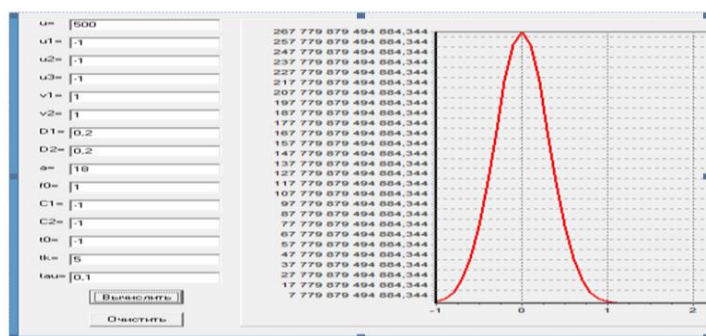 u= 500
u1= -1
u2= -1
u3= -1
v1= 1
v2= 1
D1= 0,2
D2= 0,2
a= 18
f0= 1
C1= -1
C2= -1
t0= -1
tk= 5
tau= 0,1
Вычислить
Очистить
267 779 879 494 884,344
257 779 879 494 884,344
247 779 879 494 884,344
237 779 879 494 884,344
227 779 879 494 884,344
217 779 879 494 884,344
207 779 879 494 884,344
197 779 879 494 884,344
187 779 879 494 884,344
177 779 879 494 884,344
167 779 879 494 884,344
157 779 879 494 884,344
147 779 879 494 884,344
137 779 879 494 884,344
127 779 879 494 884,344
117 779 879 494 884,344
107 779 879 494 884,344
97 779 879 494 884,344
87 779 879 494 884,344
77 779 879 494 884,344
67 779 879 494 884,344
57 779 879 494 884,344
47 779 879 494 884,344
37 779 879 494 884,344
27 779 879 494 884,344
17 779 879 494 884,344
7 779 879 494 884,344
-1 0 1 2